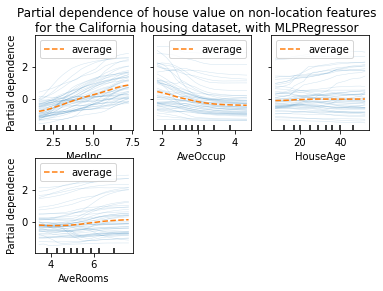 Partial dependence of house value on non-location features
for the California housing dataset, with MLPRegressor
Partial dependence
2
0
average
2.5
5.0
7.5
MedInc
average
2
3
4
AveOccup
average
20
40
HouseAge
Partial dependence
2
0
average
4
6
AveRooms